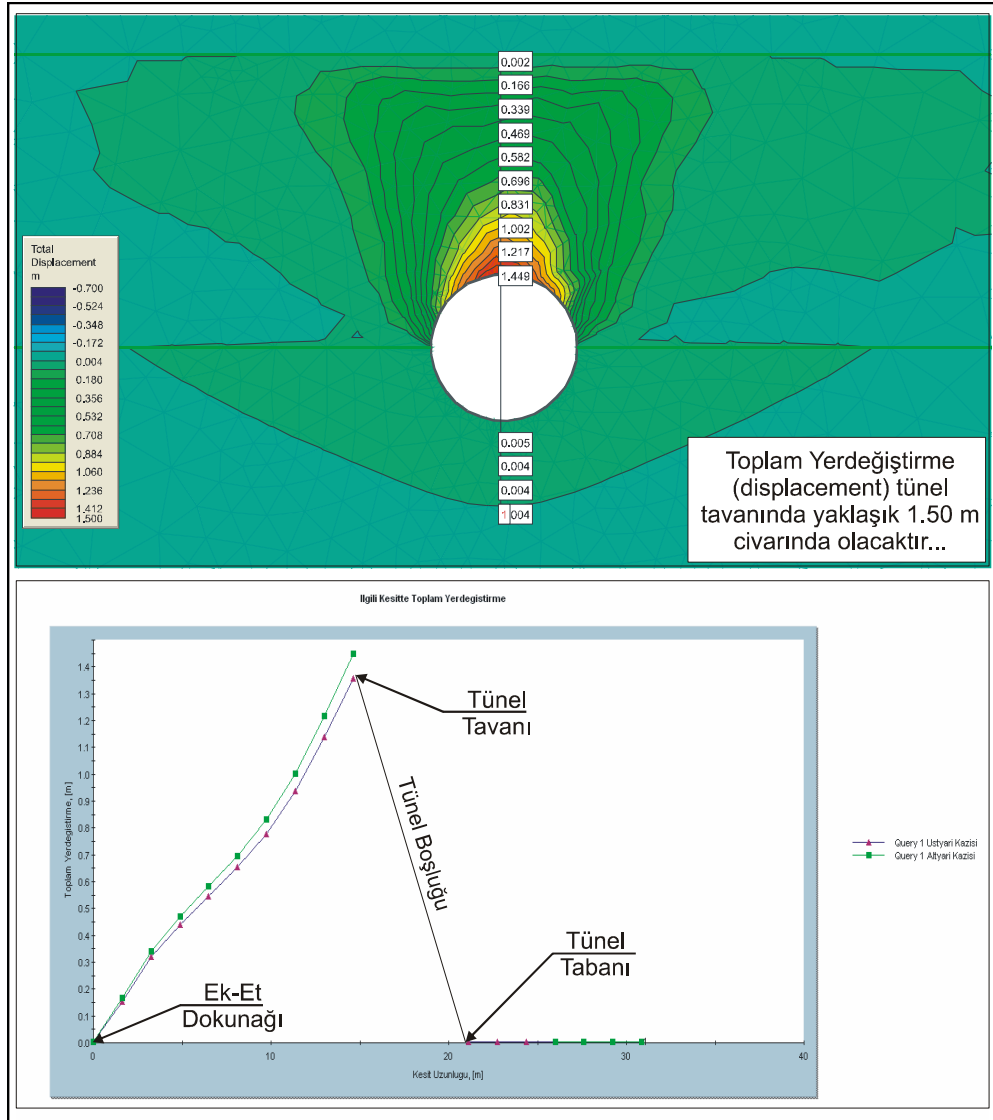 0.002
0.166
0.339
0.469
0.582
0.696
0.831
1.002
1.217
1.449
Total
Displacement
m
-0.700
-0.524
-0.348
-0.172
0.004
0.180
0.356
0.532
0.708
0.884
1.060
1.236
1.412
1.500
0.005
0.004
0.004
1.004
Toplam Yerdeğiştirme
(displacement) tünel
tavanında yaklaşık 1.50 m
civarında olacaktır...
Ilgili Kesitte Toplam Yerdegistirme
Toplam Yerdegistirme, [m]
1.4
1.3
1.2
1.1
1.0
0.9
0.8
0.7
0.6
0.5
0.4
0.3
0.2
0.1
0.0
Tünel
Tavanı
Tünel Boşluğu
Tünel
Tabanı
Ek-Et
Dokunağı
0
10
20
30
40
Kesit Uzunlugu, [m]
Query 1 Ustyari Kazisi
Query 1 Altyari Kazisi